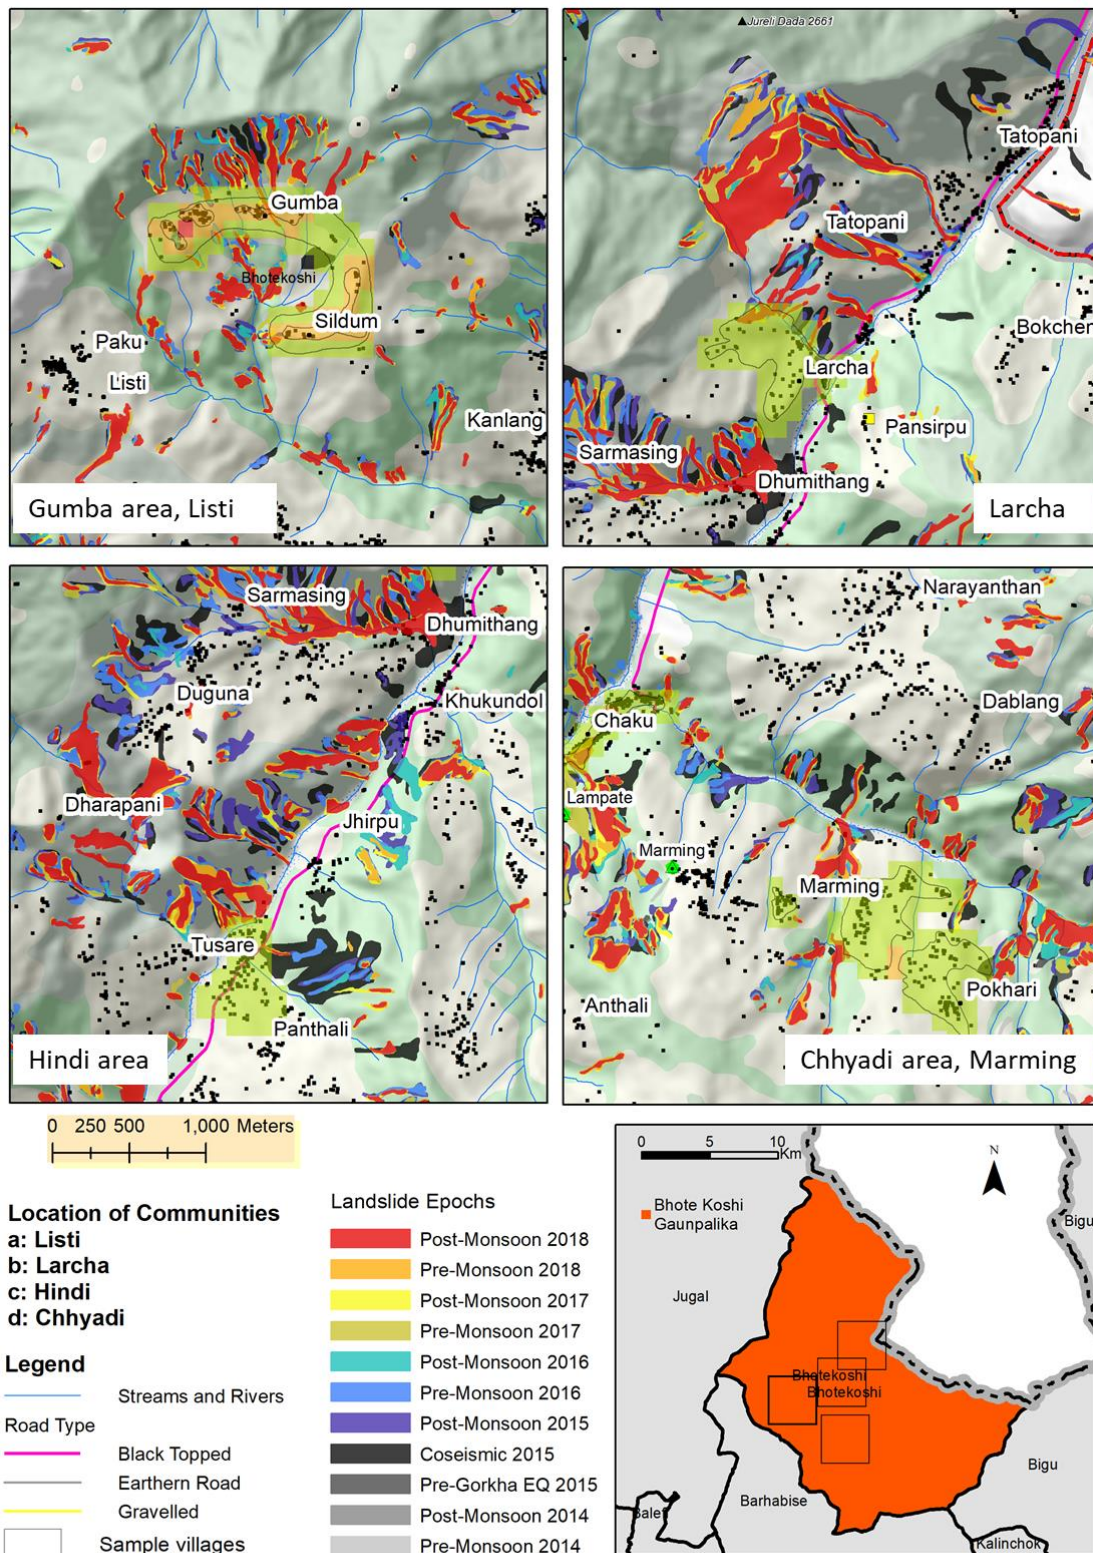 Jureli Dada 2661
Gumba
Bhotekoshi
Sildum
Paku
Listi
Kanlang
Gumba area, Listi
Tatopani
Tatopani
Bokchen
Larcha
Pansirpu
Sarmasing
Dhumithang
Larcha
Sarmasing
Dhumithang
Duguna
Khukundol
Dharapani
Jhirpu
Tusare
Panthali
Hindi area
Narayanthan
Dablang
Chaku
Lampate
Marming
Marming
Pokhari
Anthali
Chhyadi area, Marming
0 250 500 1,000 Meters
Location of Communities
a: Listi
b: Larcha
c: Hindi
d: Chhyadi
Legend
Streams and Rivers
Road Type
Black Topped
Earthern Road
Gravelled
Sample villages
Landslide Epochs
Post-Monsoon 2018
Pre-Monsoon 2018
Post-Monsoon 2017
Pre-Monsoon 2017
Post-Monsoon 2016
Pre-Monsoon 2016
Post-Monsoon 2015
Coseismic 2015
Pre-Gorkha EQ 2015
Post-Monsoon 2014
Pre-Monsoon 2014
0 5 10
Km
N
Bhote Koshi
Gaunpalika
Bigu
Jugal
Bhotekoshi
Bhotekoshi
Bigu
Barhabise
Kalinchok